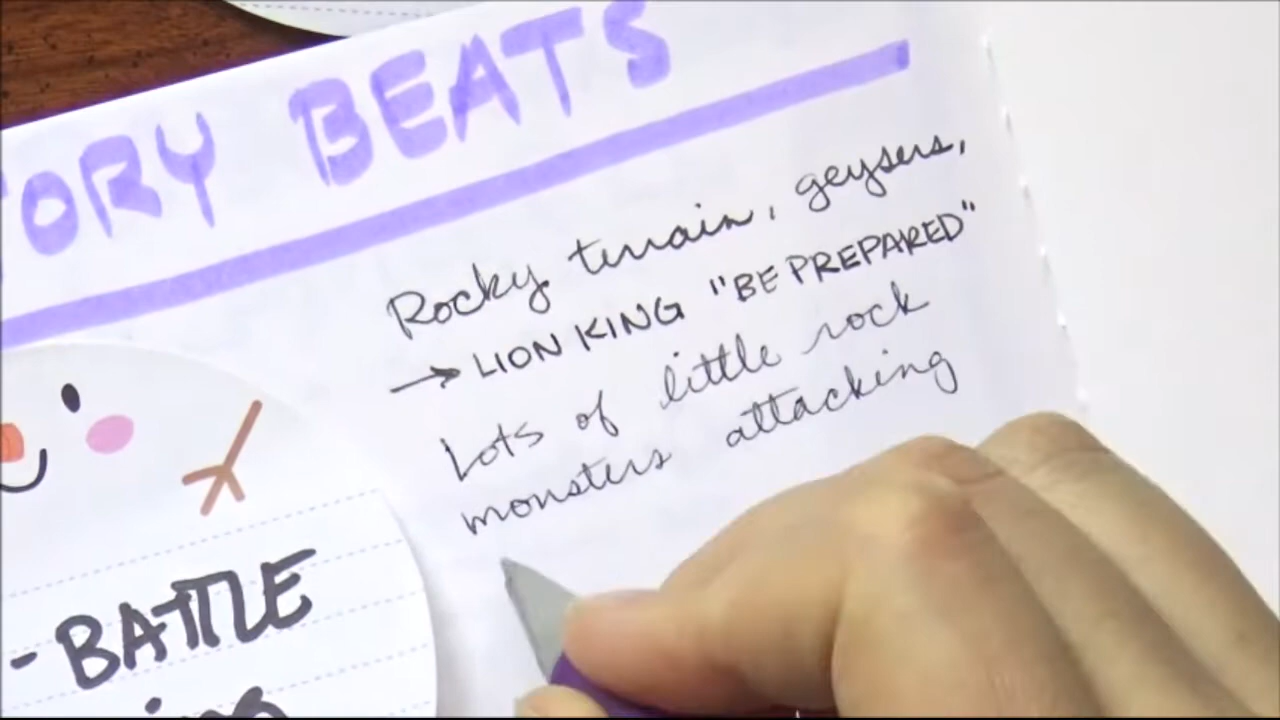 ORY BEATS
Rocky terrain, geysers,
→ LION KING "BE PREPARED"
Lots of little rock
monsters attacking
- BATTLE